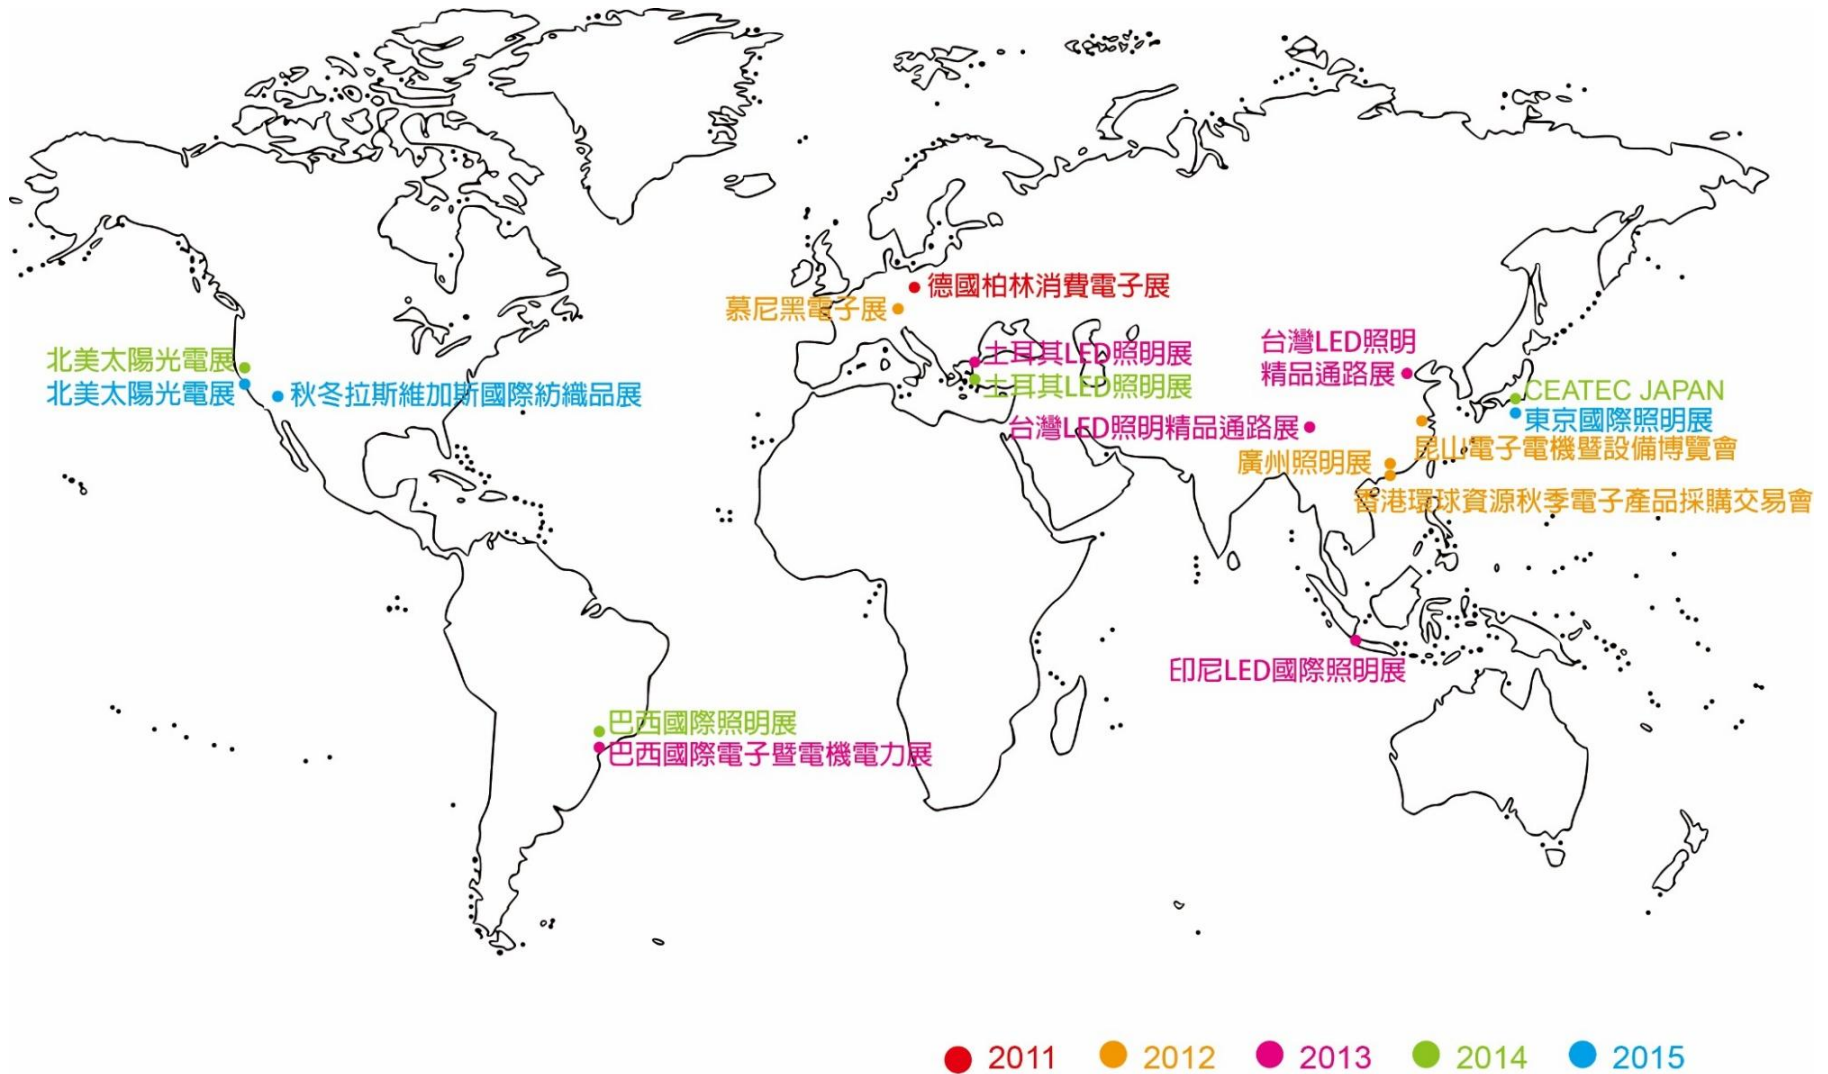 德國柏林消費電子展
慕尼黑電子展
土耳其LED照明展
土耳其LED照明展
台灣LED照明
精品通路展
北美太陽光電展
北美太陽光電展
秋冬拉斯維加斯國際紡織品展
CEATEC JAPAN
東京國際照明展
台灣LED照明精品通路展
昆山電子電機暨設備博覽會
廣州照明展
香港環球資源秋季電子產品採購交易會
印尼LED國際照明展
巴西國際照明展
巴西國際電子暨電機電力展
2011 2012 2013 2014 2015